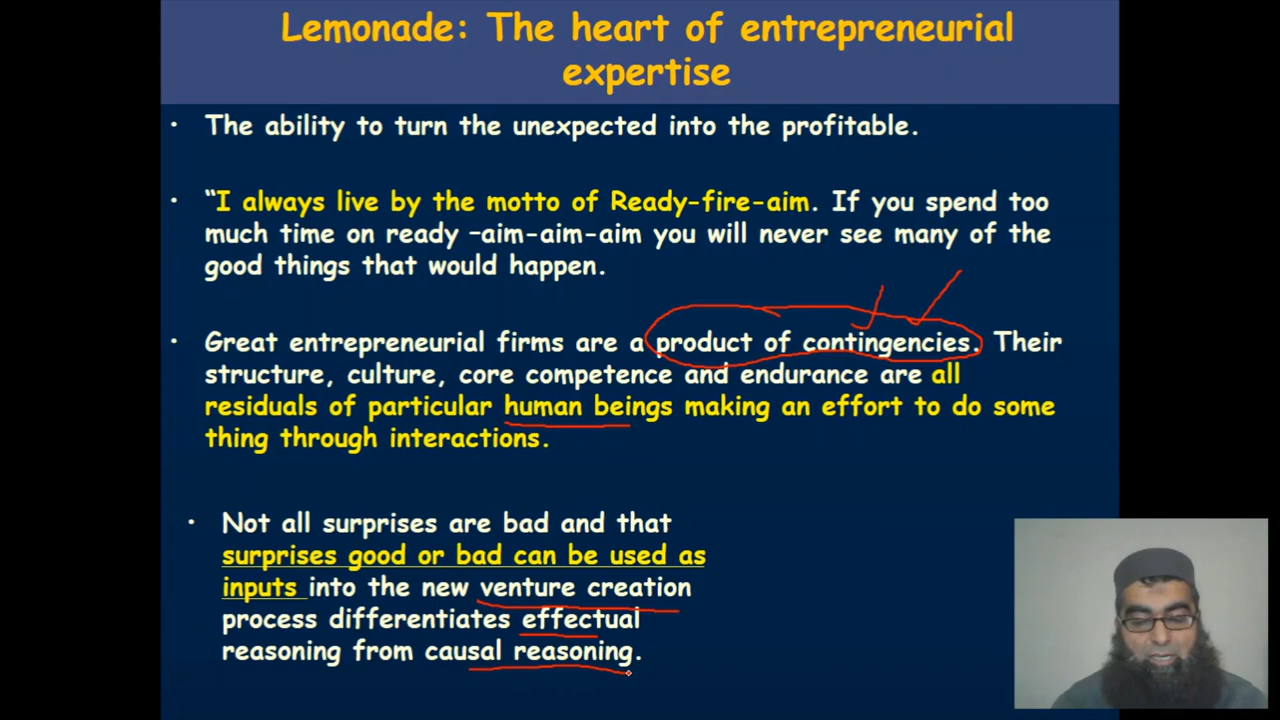 Lemonade: The heart of entrepreneurial
expertise
• The ability to turn the unexpected into the profitable.
• “I always live by the motto of Ready-fire-aim. If you spend too
much time on ready –aim-aim-aim you will never see many of the
good things that would happen.
• Great entrepreneurial firms are a product of contingencies. Their
structure, culture, core competence and endurance are all
residuals of particular human beings making an effort to do some
thing through interactions.
• Not all surprises are bad and that
surprises good or bad can be used as
inputs into the new venture creation
process differentiates effectual
reasoning from causal reasoning.